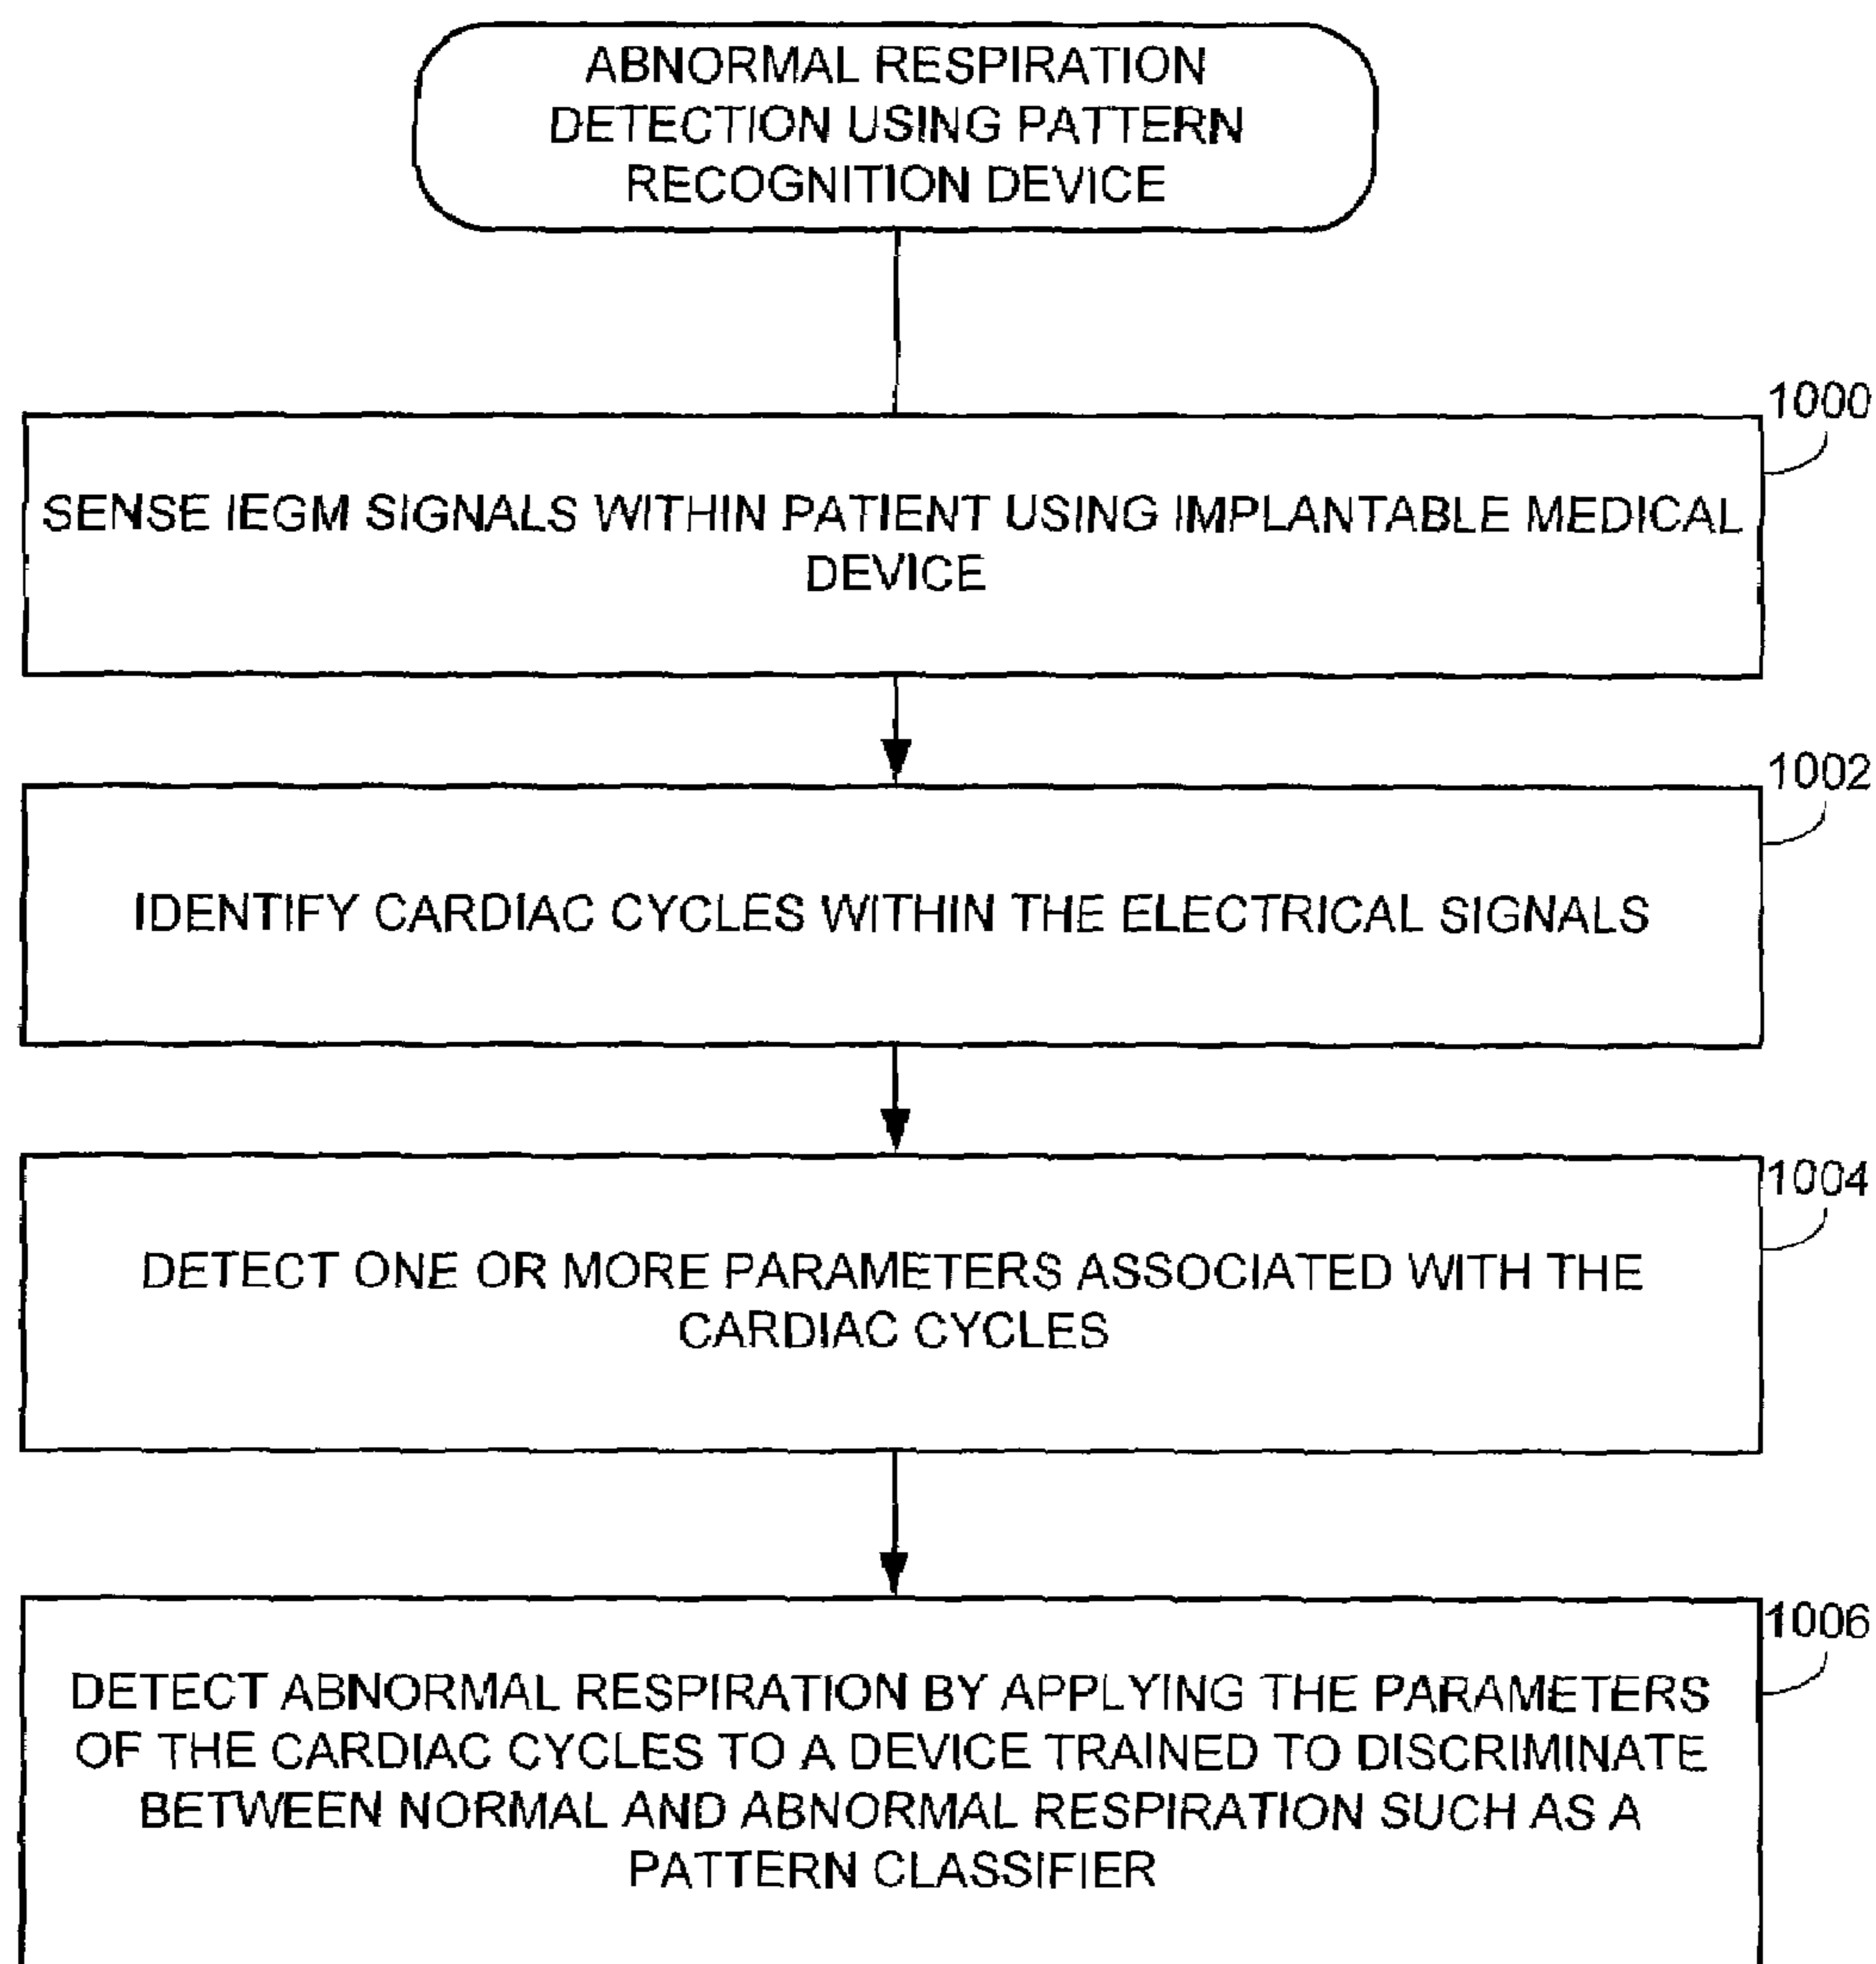 ABNORMAL RESPIRATION
DETECTION USING PATTERN
RECOGNITION DEVICE
1000
SENSE IEGM SIGNALS WITHIN PATIENT USING IMPLANTABLE MEDICAL
DEVICE
1002
IDENTIFY CARDIAC CYCLES WITHIN THE ELECTRICAL SIGNALS
1004
DETECT ONE OR MORE PARAMETERS ASSOCIATED WITH THE
CARDIAC CYCLES
1006
DETECT ABNORMAL RESPIRATION BY APPLYING THE PARAMETERS
OF THE CARDIAC CYCLES TO A DEVICE TRAINED TO DISCRIMINATE
BETWEEN NORMAL AND ABNORMAL RESPIRATION SUCH AS A
PATTERN CLASSIFIER